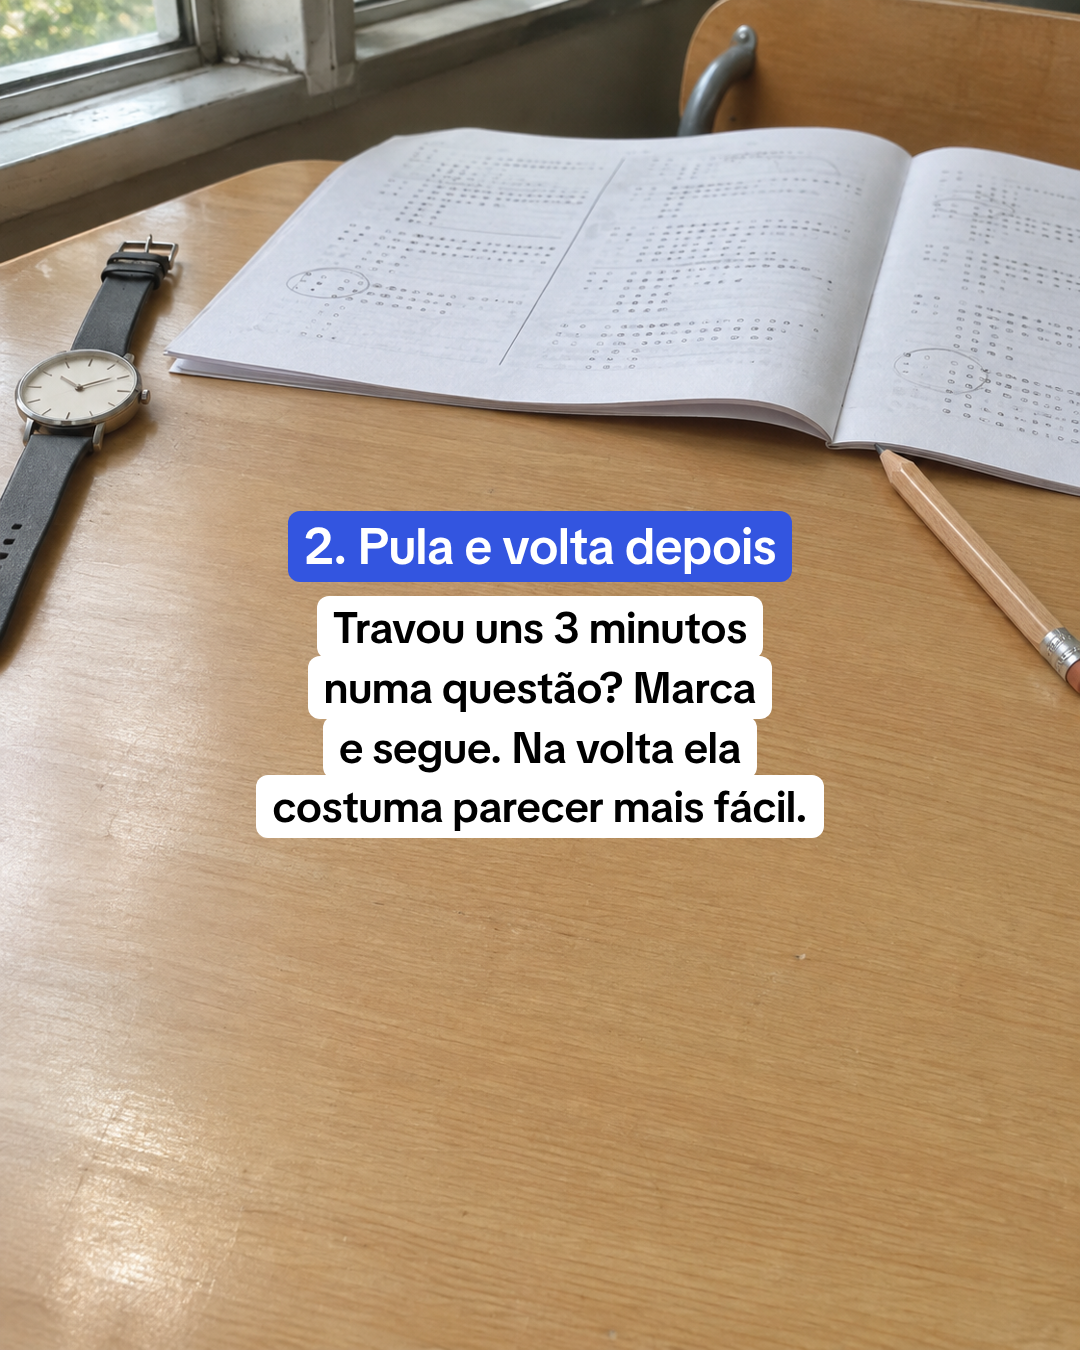 2. Pula e volta depois
Travou uns 3 minutos
numa questão? Marca
e segue. Na volta ela
costuma parecer mais fácil.